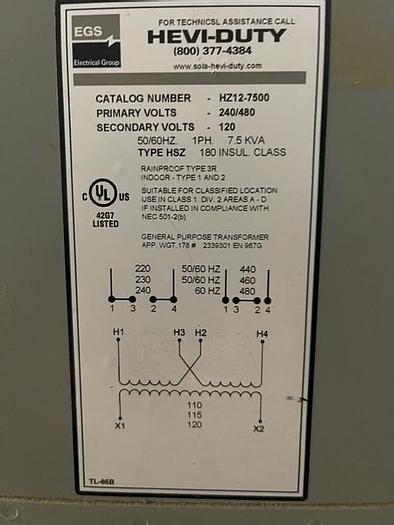 EGS
Electrical Group
FOR TECHNICSL ASSISTANCE CALL
HEVI-DUTY
(800) 377-4384
www.sola-hevi-duty.com
CATALOG NUMBER - HZ12-7500
PRIMARY VOLTS - 240/480
SECONDARY VOLTS - 120
50/60HZ. 1PH. 7.5 KVA
TYPE HSZ 180 INSUL. CLASS
RAINPROOF TYPE 3R
INDOOR - TYPE 1 AND 2
C UL US
42G7
LISTED
SUITABLE FOR CLASSIFIED LOCATION
USE IN CLASS 1. DIV. 2 AREAS A - D
IF INSTALLED IN COMPLIANCE WITH
NEC 501-2(b)
GENERAL PURPOSE TRANSFORMER
APP. WGT.178 # 2339301 EN 967G
220 50/60 HZ 440
230 50/60 HZ 460
240 60 HZ 480
1 3 2 4 1 3 2 4
H1 H3 H2 H4
X1 110 X2
115
120
TL-86B